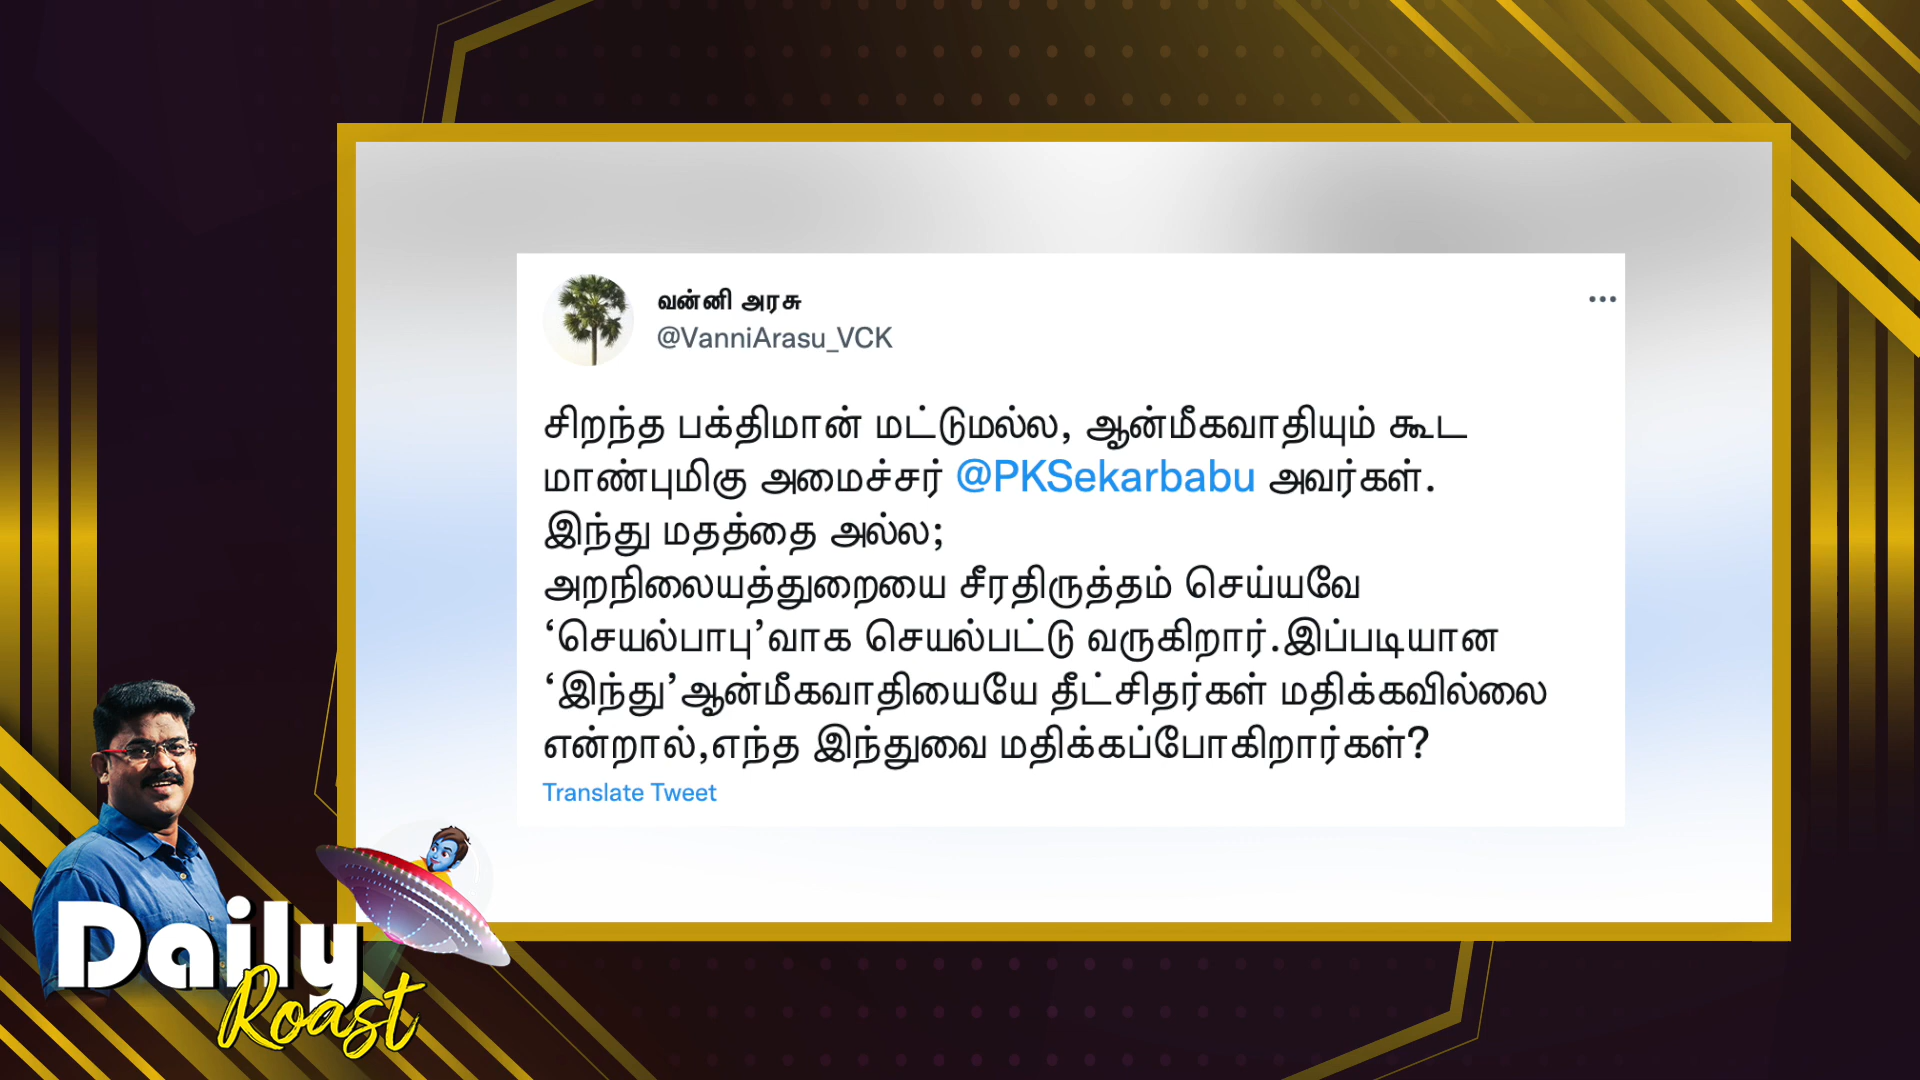 வன்னி அரசு
@VanniArasu_VCK
சிறந்த பக்திமான் மட்டுமல்ல, ஆன்மீகவாதியும் கூட
மாண்புமிகு அமைச்சர் @PKSekarbabu அவர்கள்.
இந்து மதத்தை அல்ல;
அறநிலையத்துறையை சீரதிருத்தம் செய்யவே
‘செயல்பாபு’வாக செயல்பட்டு வருகிறார்.இப்படியான
‘இந்து’ஆன்மீகவாதியையே தீட்சிதர்கள் மதிக்கவில்லை
என்றால்,எந்த இந்துவை மதிக்கப்போகிறார்கள்?
Translate Tweet
Daily
Roast